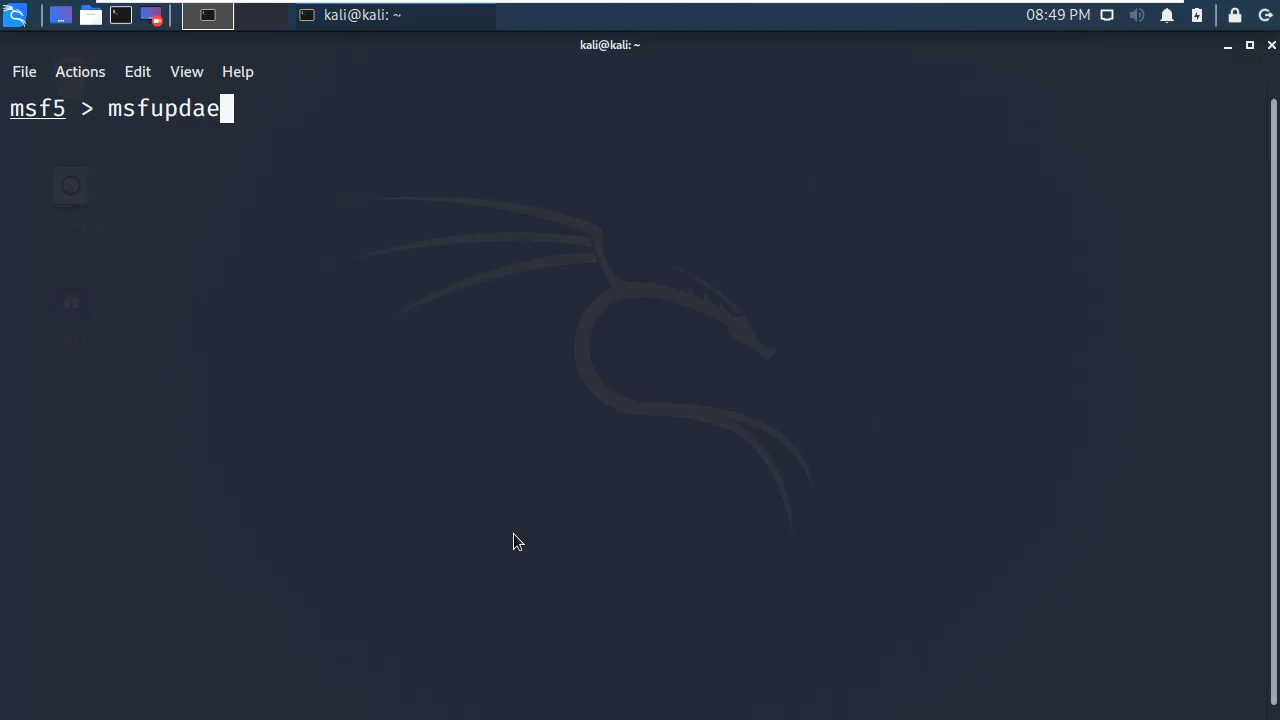 kali@kali: ~
08:49 PM
kali@kali: ~
File Actions Edit View Help
msf5 > msfupdae